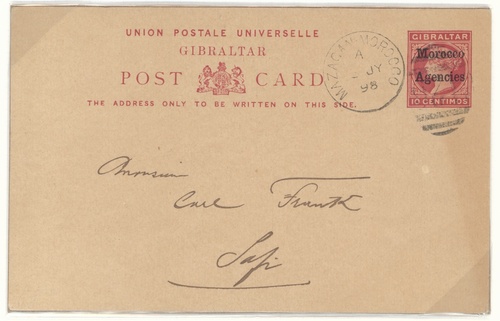 UNION POSTALE UNIVERSELLE
GIBRALTAR
POST CARD
THE ADDRESS ONLY TO BE WRITTEN ON THIS SIDE.
MAZAGAN-MOROCCO
A
JY
98
GIBRALTAR
Morocco
Agencies
10 CENTIMOS
Monsieur
Carl
Safi